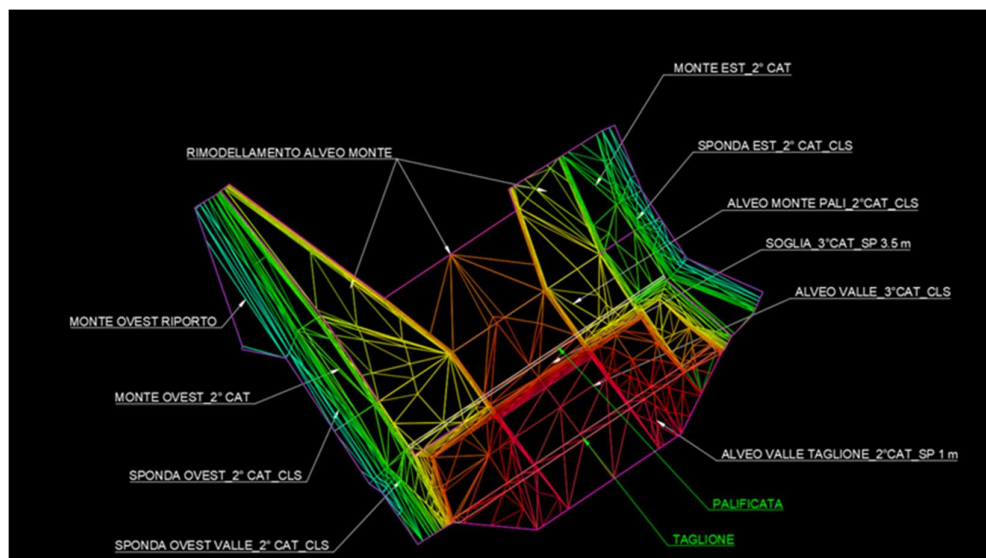 MONTE EST_2° CAT
SPONDA EST_2° CAT_CLS
RIMODELLAMENTO ALVEO MONTE
ALVEO MONTE PALI_2°CAT_CLS
SOGLIA_3°CAT_SP 3.5 m
ALVEO VALLE_3°CAT_CLS
MONTE OVEST RIPORTO
MONTE OVEST_2° CAT
ALVEO VALLE TAGLIONE_2°CAT_SP 1 m
SPONDA OVEST_2° CAT_CLS
PALIFICATA
TAGLIONE
SPONDA OVEST VALLE_2° CAT_CLS